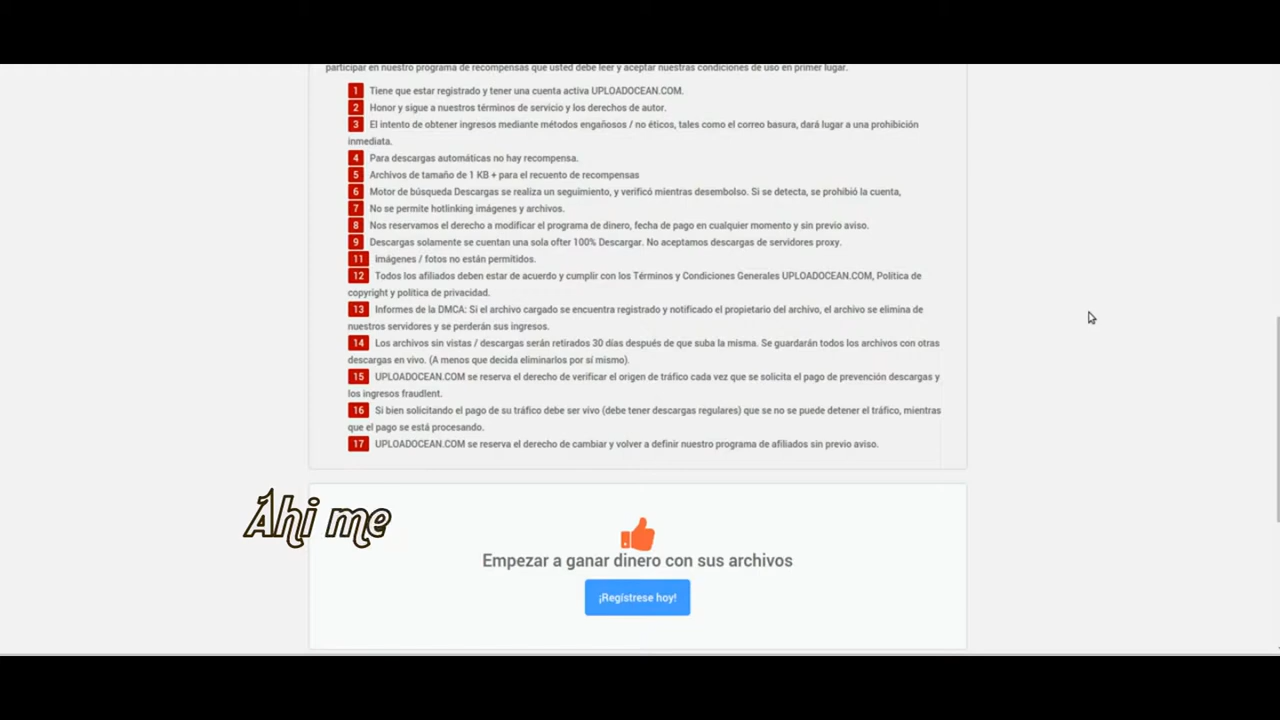 participar en nuestro programa de recompensas que usted debe leer y aceptar nuestras condiciones de uso en primer lugar.
1 Tiene que estar registrado y tener una cuenta activa UPLOADOCEAN.COM.
2 Honor y sigue a nuestros términos de servicio y los derechos de autor.
3 El intento de obtener ingresos mediante métodos engañosos / no éticos, tales como el correo basura, dará lugar a una prohibición
inmediata.
4 Para descargas automáticas no hay recompensa.
5 Archivos de tamaño de 1 KB + para el recuento de recompensas
6 Motor de búsqueda Descargas se realiza un seguimiento, y verificó mientras desembolso. Si se detecta, se prohibió la cuenta,
7 No se permite hotlinking imágenes y archivos.
8 Nos reservamos el derecho a modificar el programa de dinero, fecha de pago en cualquier momento y sin previo aviso.
9 Descargas solamente se cuentan una sola ofter 100% Descargar. No aceptamos descargas de servidores proxy.
11 imágenes / fotos no están permitidos.
12 Todos los afiliados deben estar de acuerdo y cumplir con los Términos y Condiciones Generales UPLOADOCEAN.COM, Política de
copyright y política de privacidad.
13 Informes de la DMCA: Si el archivo cargado se encuentra registrado y notificado el propietario del archivo, el archivo se elimina de
nuestros servidores y se perderán sus ingresos.
14 Los archivos sin vistas / descargas serán retirados 30 días después de que suba la misma. Se guardarán todos los archivos con otras
descargas en vivo. (A menos que decida eliminarlos por sí mismo).
15 UPLOADOCEAN.COM se reserva el derecho de verificar el origen de tráfico cada vez que se solicita el pago de prevención descargas y
los ingresos fraudlent.
16 Si bien solicitando el pago de su tráfico debe ser vivo (debe tener descargas regulares) que se no se puede detener el tráfico, mientras
que el pago se está procesando.
17 UPLOADOCEAN.COM se reserva el derecho de cambiar y volver a definir nuestro programa de afiliados sin previo aviso.
Ahi me
Empezar a ganar dinero con sus archivos
¡Regístrese hoy!